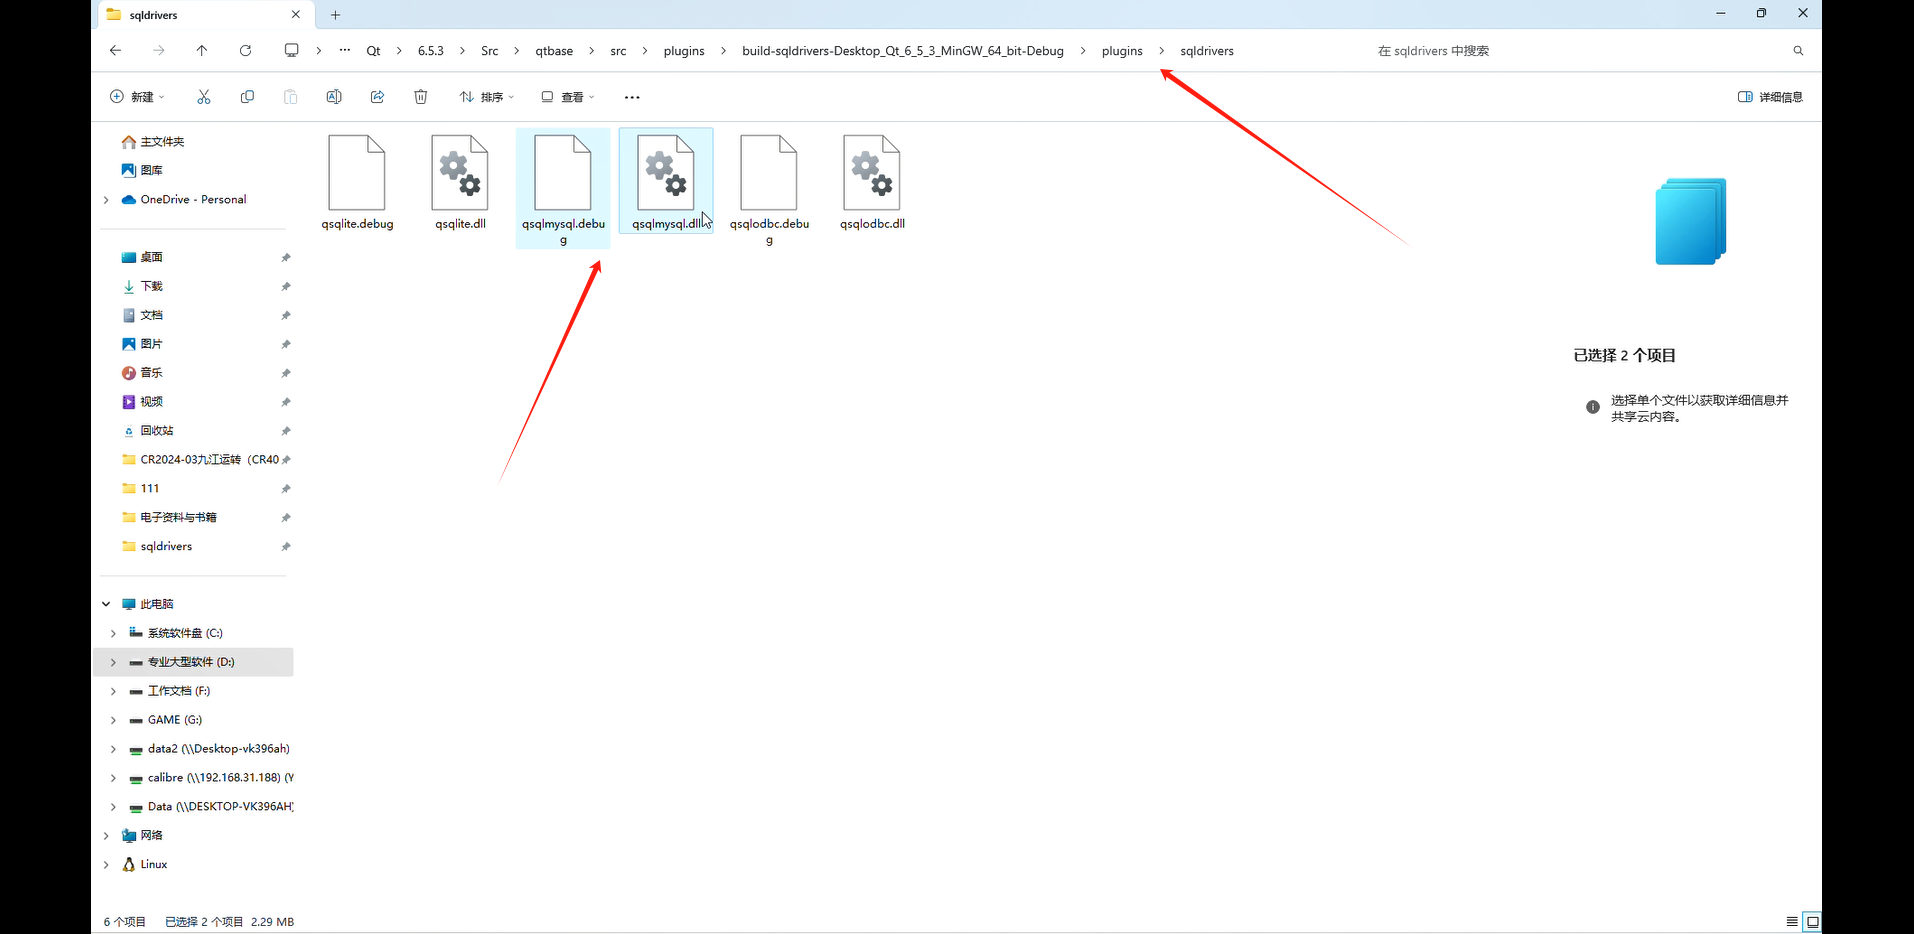 sqldrivers
Qt
6.5.3
Src
qtbase
src
plugins
build-sqldrivers-Desktop_Qt_6_5_3_MinGW_64_bit-Debug
plugins
sqldrivers
在 sqldrivers 中搜索
新建
排序
查看
详细信息
主文件夹
图库
OneDrive - Personal
桌面
下载
文档
图片
音乐
视频
回收站
CR2024-03九江运转（CR40
111
电子资料与书籍
sqldrivers
此电脑
系统软件盘 (C:)
专业大型软件 (D:)
工作文档 (F:)
GAME (G:)
data2 (\\Desktop-vk396ah)
calibre (\\192.168.31.188) (Y
Data (\\DESKTOP-VK396AH)
网络
Linux
qsqlite.debug
qsqlite.dll
qsqlmysql.debu
g
qsqlmysql.dll
qsqlodbc.debu
g
qsqlodbc.dll
已选择 2 个项目
选择单个文件以获取详细信息并
共享云内容。
6 个项目
已选择 2 个项目 2.29 MB